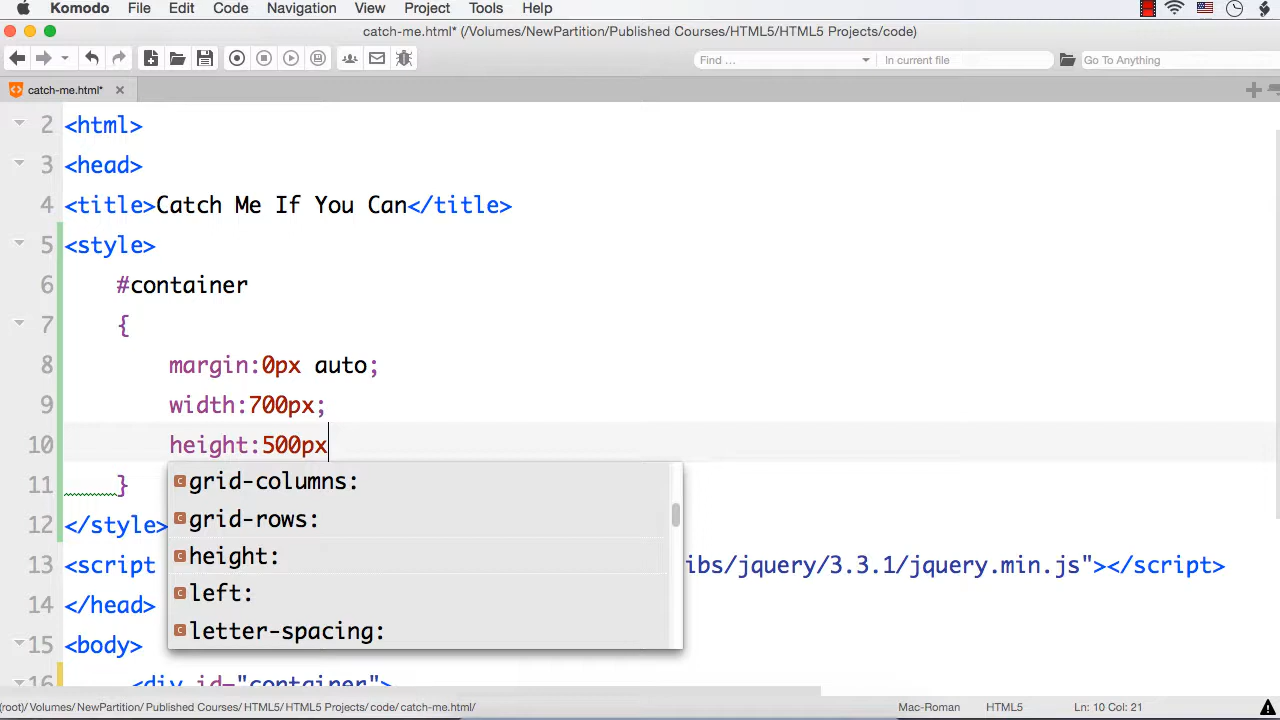 Komodo File Edit Code Navigation Project Tools Help
catch-me.html* (/Volumes/NewPartition/Published Courses/HTML5/HTML5 Projects/code)
Find ... In current file Go To Anything
catch-me.html*
2 <html>
3 <head>
4 <title>Catch Me If You Can</title>
5 <style>
6 #container
7 {
8 margin:0px auto;
9 width:700px;
10 height:500px
11 }
12 </style>
13 <script ibs/jquery/3.3.1/jquery.min.js"></script>
14 </head>
15 <body>
16 <div id="container">
grid-columns:
grid-rows:
height:
left:
letter-spacing:
(root)/ Volumes/ NewPartition/ Published Courses/ HTML5/ HTML5 Projects/ code/ catch-me.html/ Mac-Roman HTML5 Ln: 10 Col: 21